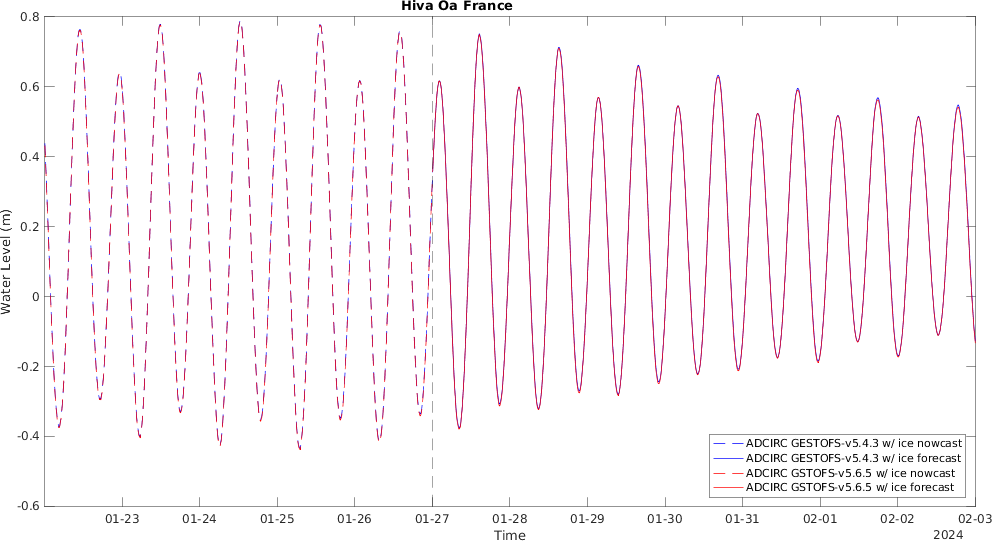 Hiva Oa France
0.8
0.6
0.4
0.2
0
-0.2
-0.4
-0.6
Water Level (m)
ADCIRC GESTOFS-v5.4.3 w/ ice nowcast
ADCIRC GESTOFS-v5.4.3 w/ ice forecast
ADCIRC GSTOFS-v5.6.5 w/ ice nowcast
ADCIRC GSTOFS-v5.6.5 w/ ice forecast
01-23 01-24 01-25 01-26 01-27 01-28 01-29 01-30 01-31 02-01 02-02 02-03
Time
2024